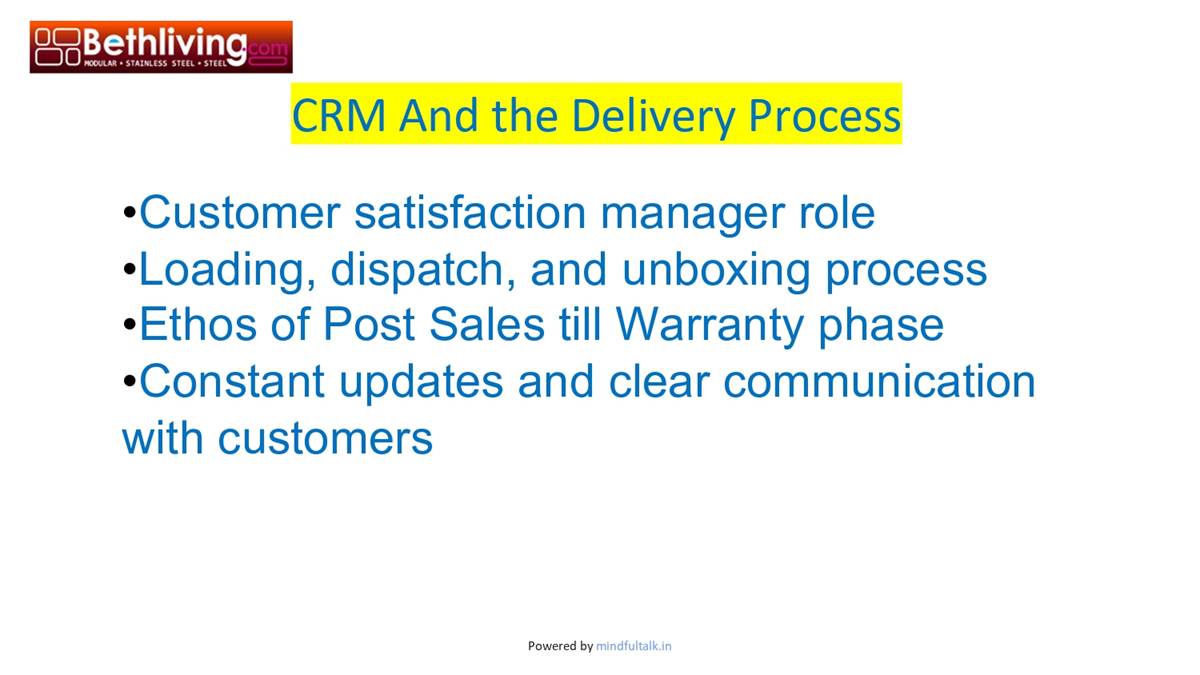 Bethliving.com
MODULAR • STAINLESS STEEL • STEEL
CRM And the Delivery Process
•Customer satisfaction manager role
•Loading, dispatch, and unboxing process
•Ethos of Post Sales till Warranty phase
•Constant updates and clear communication
with customers
Powered by mindfultalk.in